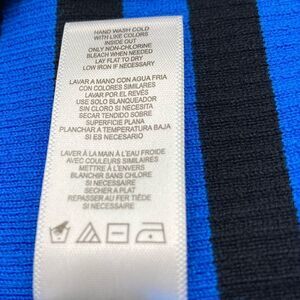 HAND WASH COLD
WITH LIKE COLORS
INSIDE OUT
ONLY NON-CHLORINE
BLEACH WHEN NEEDED
LAY FLAT TO DRY
LOW IRON IF NECESSARY
LAVAR A MANO CON AGUA FRIA
CON COLORES SIMILARES
LAVAR POR EL REVÉS
USE SOLO BLANQUEADOR
SIN CLORO SI NECESITA
SECAR TENDIDO SOBRE
SUPERFICIE PLANA
PLANCHAR A TEMPERATURA BAJA
SI ES NECESARIO
LAVER À LA MAIN À L'EAU FROIDE
AVEC COULEURS SIMILAIRES
METTRE À L'ENVERS
BLANCHIR SANS CHLORE
SI NECESSAIRE
SECHER A PLAT
REPASSER AU FER TIÈDE
SI NECESSAIRE